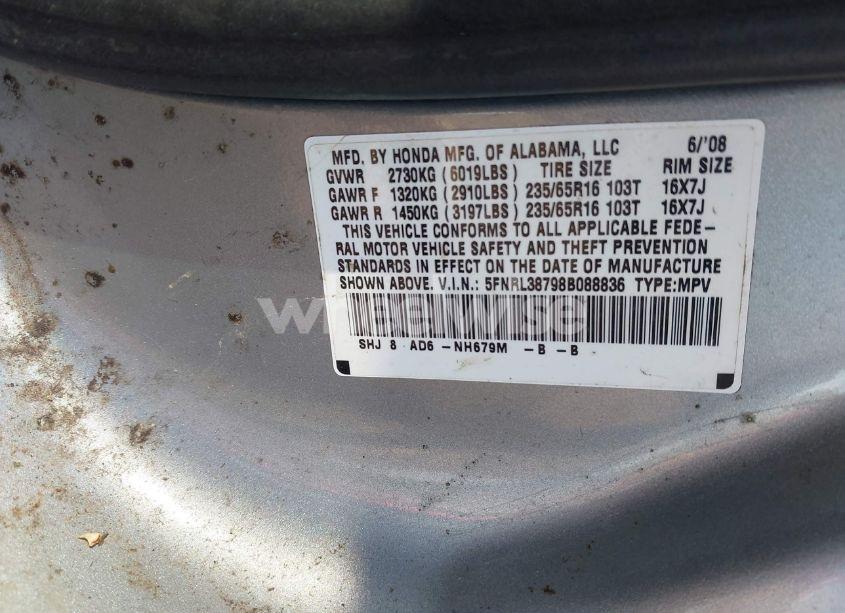 MFD. BY HONDA MFG. OF ALABAMA, LLC 6/'08
GVWR 2730KG (6019LBS) TIRE SIZE RIM SIZE
GAWR F 1320KG (2910LBS) 235/65R16 103T 16X7J
GAWR R 1450KG (3197LBS) 235/65R16 103T 16X7J
THIS VEHICLE CONFORMS TO ALL APPLICABLE FEDE-
RAL MOTOR VEHICLE SAFETY AND THEFT PREVENTION
STANDARDS IN EFFECT ON THE DATE OF MANUFACTURE
SHOWN ABOVE. V.I.N.: 5FNRL38798B088836 TYPE:MPV
WHEELWISE
SHJ 8 AD6 -NH679M -B -B